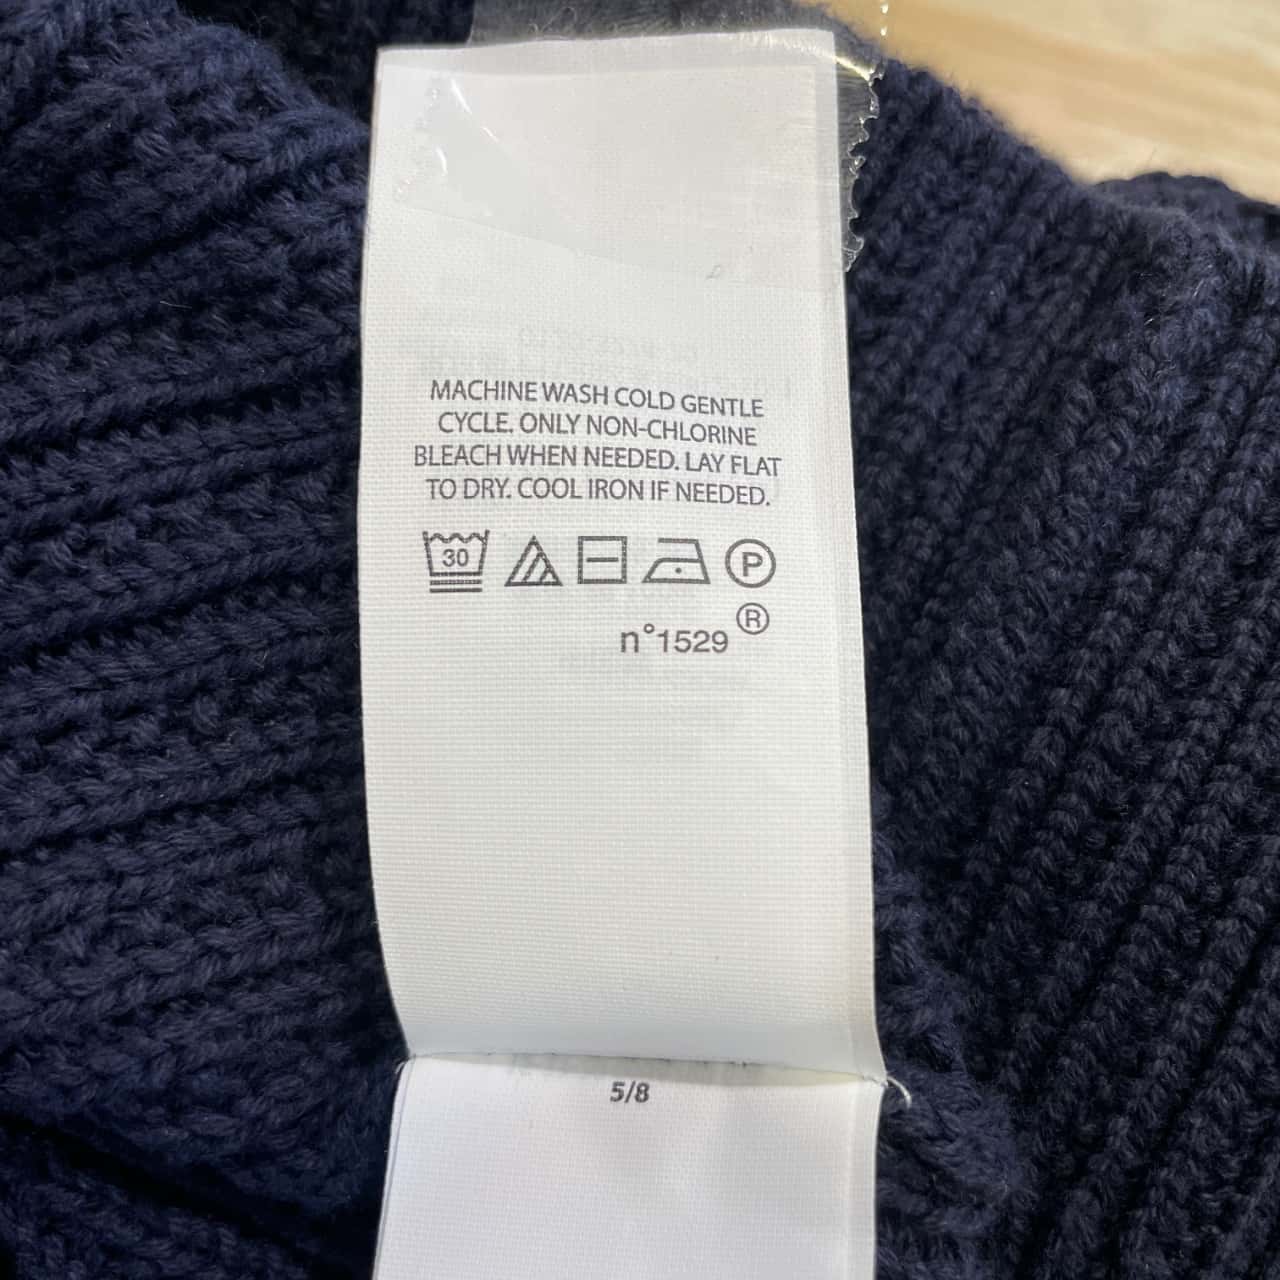 MACHINE WASH COLD GENTLE
CYCLE. ONLY NON-CHLORINE
BLEACH WHEN NEEDED. LAY FLAT
TO DRY. COOL IRON IF NEEDED.
30 P
n°1529 ®
5/8